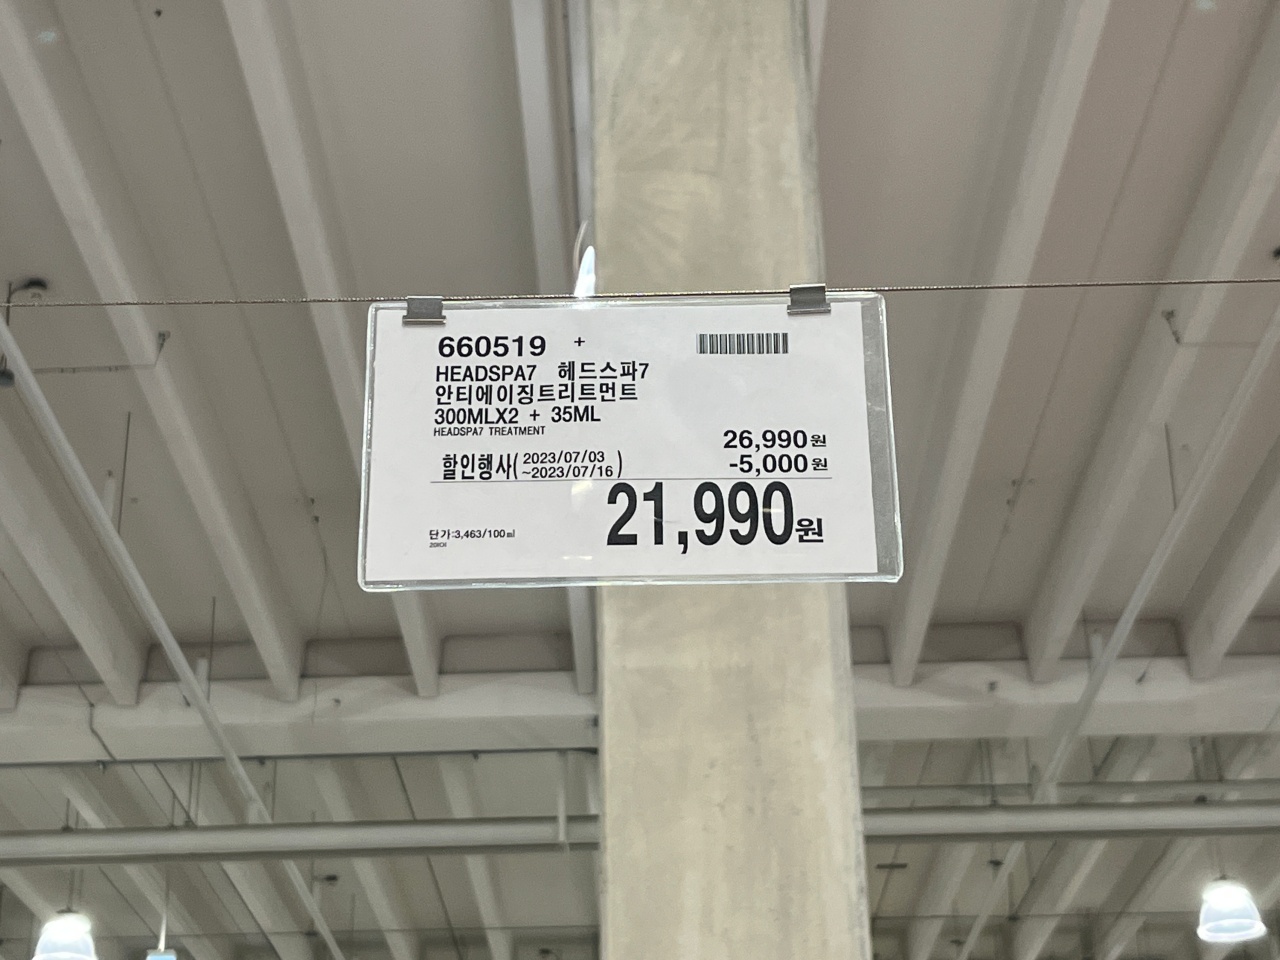 660519 +
HEADSPA7 헤드스파7
안티에이징트리트먼트
300MLX2 + 35ML
HEADSPA7 TREATMENT
26,990원
할인행사(2023/07/03
~2023/07/16)
-5,000원
21,990원
단가:3,463/100㎖